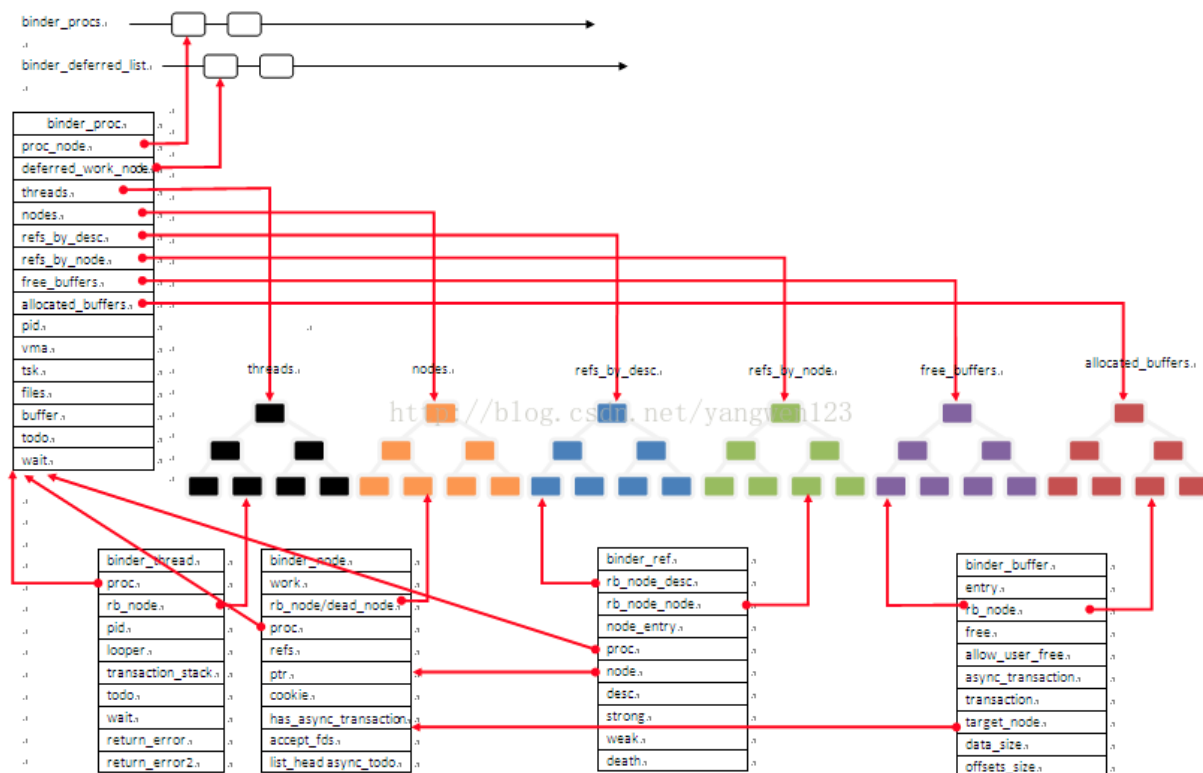 binder_procs
binder_deferred_list
binder_proc
proc_node
deferred_work_node
threads
nodes
refs_by_desc
refs_by_node
free_buffers
allocated_buffers
pid
vma
tsk
files
buffer
todo
wait
threads
nodes
refs_by_desc
refs_by_node
free_buffers
allocated_buffers
http://blog.csdn.net/yangwen123
binder_thread
proc
rb_node
pid
looper
transaction_stack
todo
wait
return_error
return_error2
binder_node
work
rb_node/dead_node
proc
refs
ptr
cookie
has_async_transaction
accept_fds
list_head async_todo
binder_ref
rb_node_desc
rb_node_node
node_entry
proc
node
desc
strong
weak
death
binder_buffer
entry
rb_node
free
allow_user_free
async_transaction
transaction
target_node
data_size
offsets_size